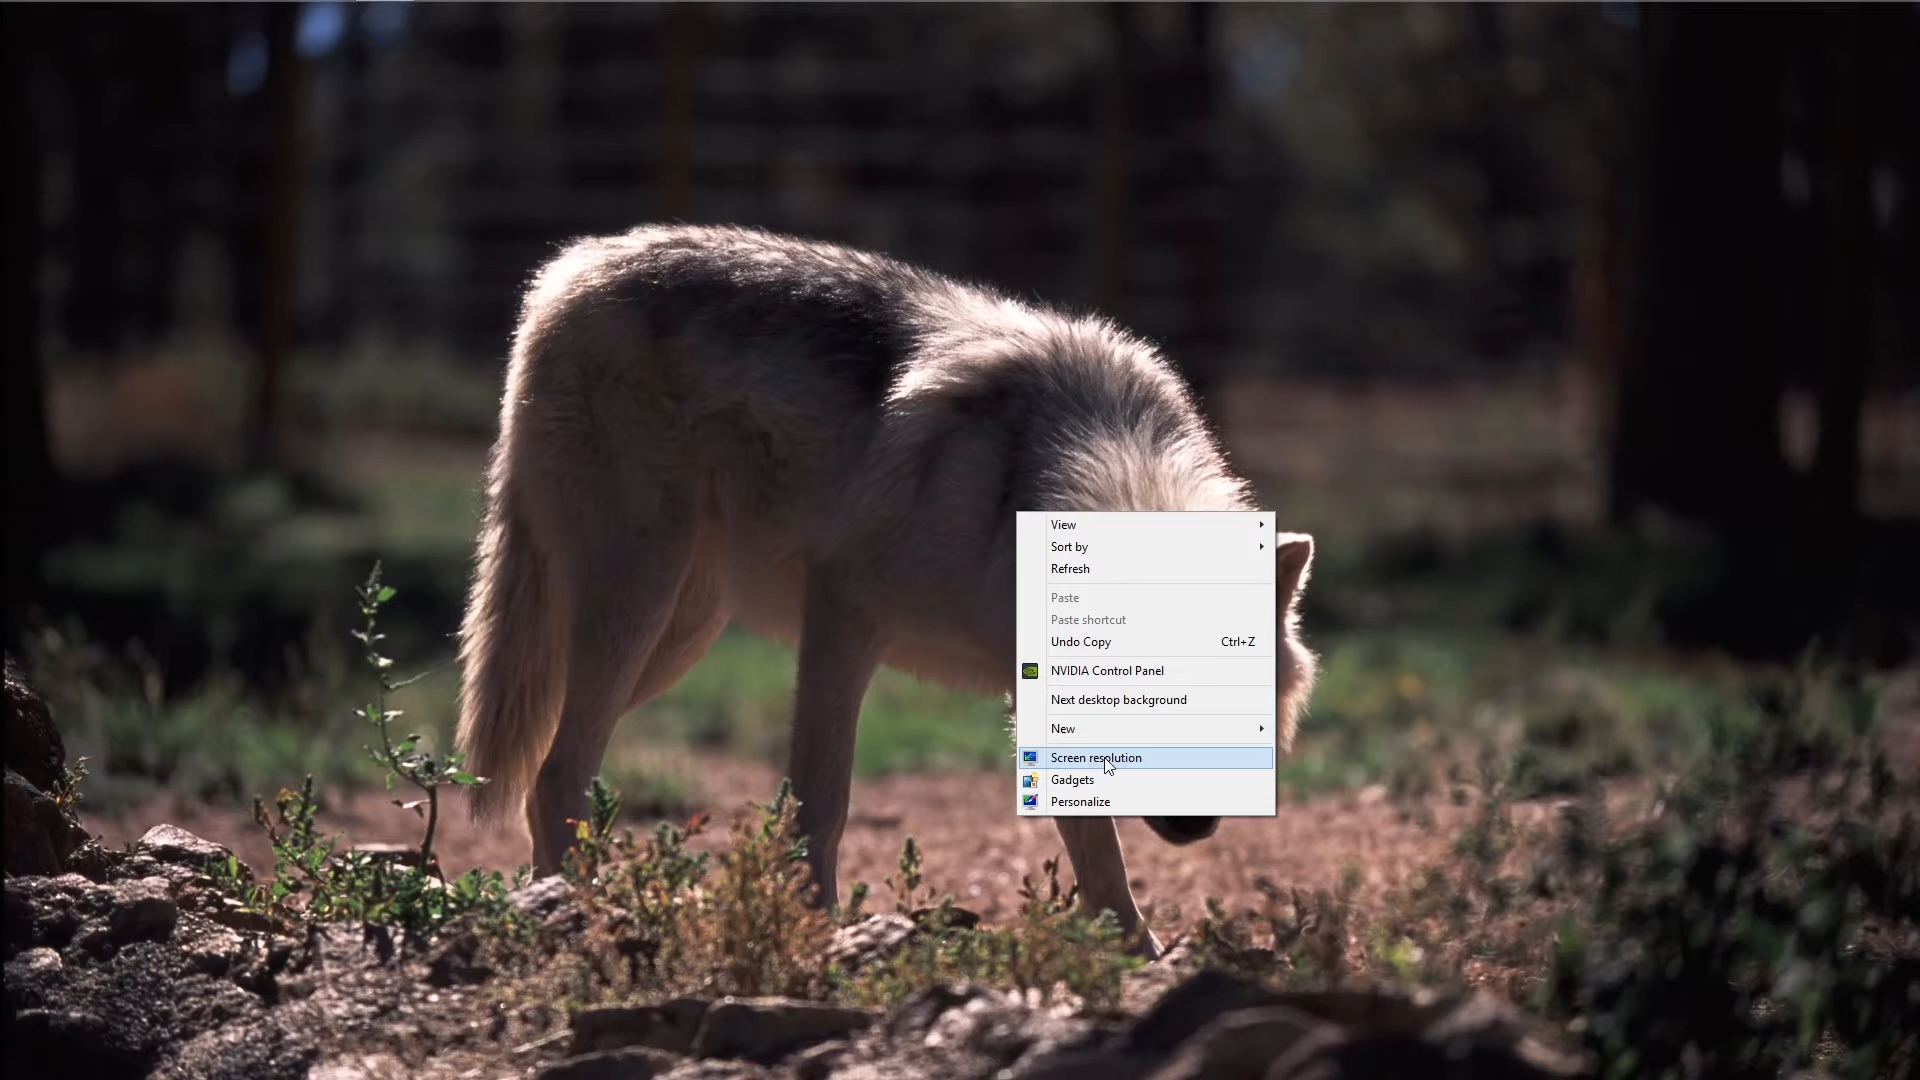 View
Sort by
Refresh
Paste
Paste shortcut
Undo Copy Ctrl+Z
NVIDIA Control Panel
Next desktop background
New
Screen resolution
Gadgets
Personalize